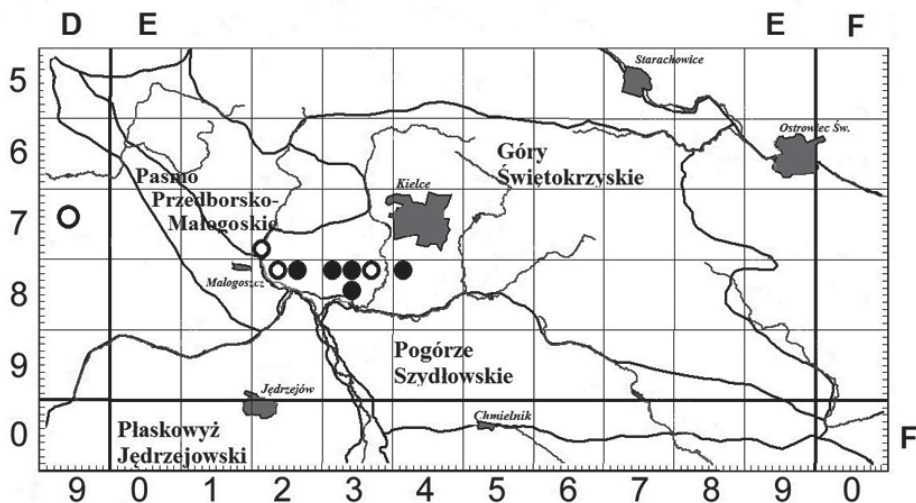 D E E F
5
Starachowice
Ostrowiec Św.
6
Góry
Świętokrzyskie
Pasmo
Przedborsko-
Małogoskie
Kielce
7
Małogoszcz
8
9
Pogórze
Szydłowskie
Jędrzejów
Chmielnik
0
Płaskowyż
Jędrzejowski
F
9 0 1 2 3 4 5 6 7 8 9 0